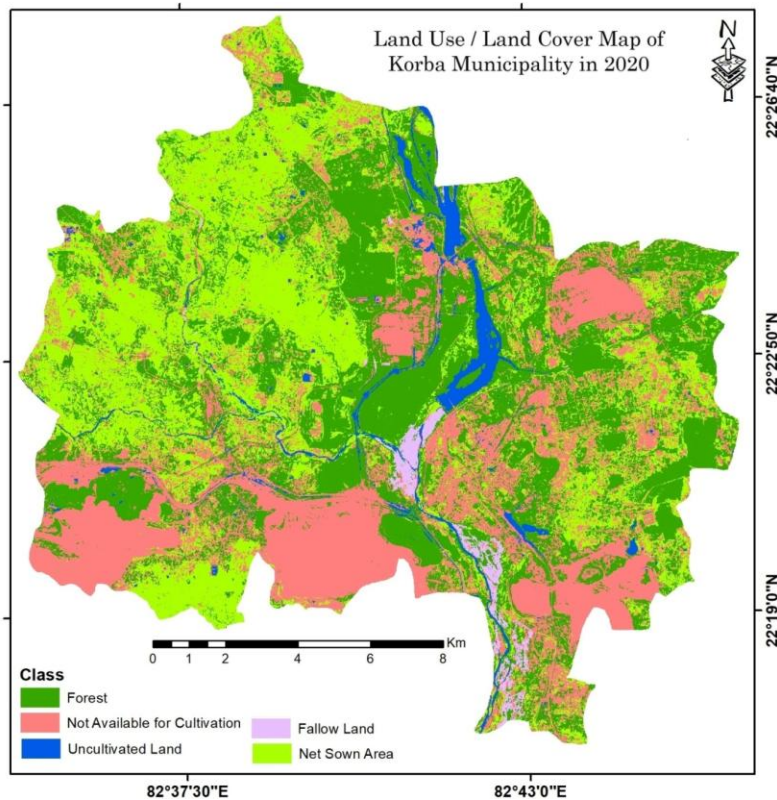 Land Use / Land Cover Map of
Korba Municipality in 2020
N
22°26'40"N
22°22'50"N
22°19'0"N
Km
0 1 2 4 6 8
Class
Forest
Not Available for Cultivation
Uncultivated Land
Fallow Land
Net Sown Area
82°37'30"E
82°43'0"E